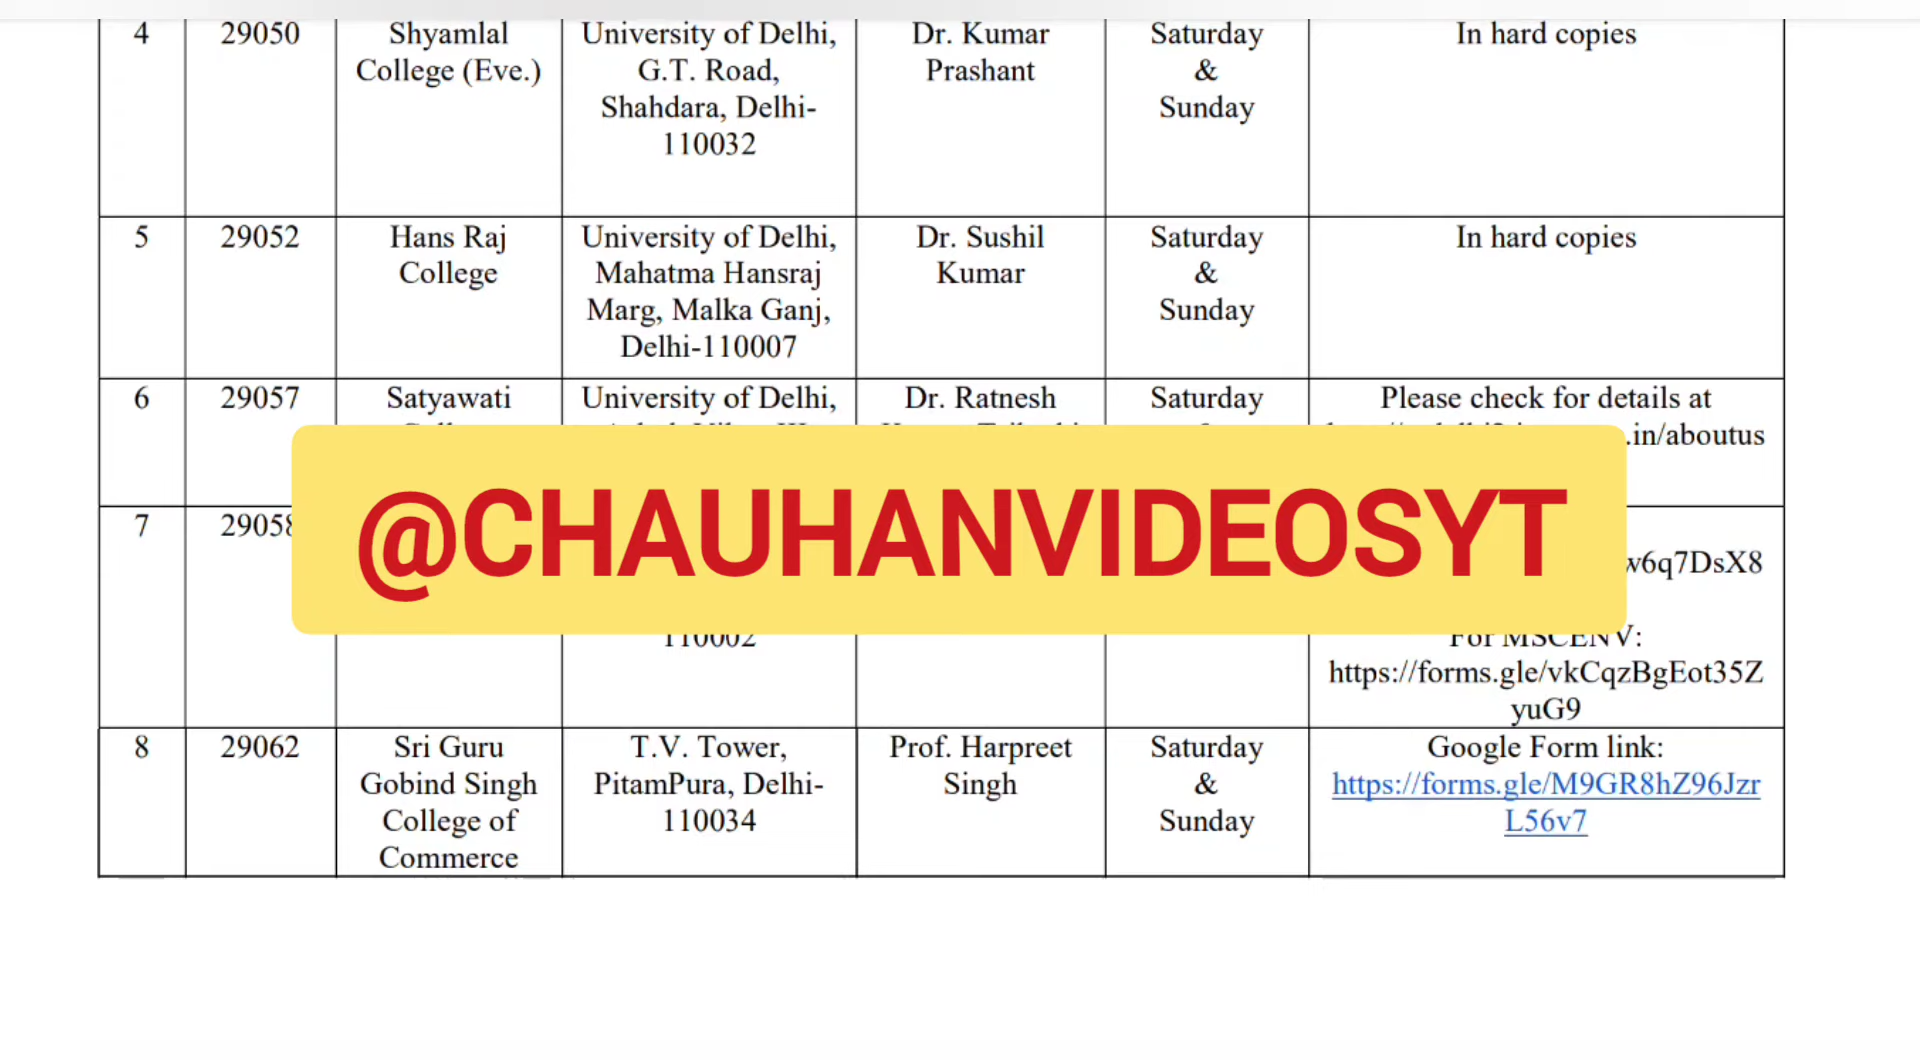 4
29050
Shyamlal
College (Eve.)
University of Delhi,
G.T. Road,
Shahdara, Delhi-
110032
Dr. Kumar
Prashant
Saturday
&
Sunday
In hard copies
5
29052
Hans Raj
College
University of Delhi,
Mahatma Hansraj
Marg, Malka Ganj,
Delhi-110007
Dr. Sushil
Kumar
Saturday
&
Sunday
In hard copies
6
29057
Satyawati
University of Delhi,
Dr. Ratnesh
Saturday
Please check for details at
.in/aboutus
@CHAUHANVIDEOSYT
7
29058
110002
w6q7DsX8
For MSCENV:
https://forms.gle/vkCqzBgEot35Z
yuG9
8
29062
Sri Guru
Gobind Singh
College of
Commerce
T.V. Tower,
PitamPura, Delhi-
110034
Prof. Harpreet
Singh
Saturday
&
Sunday
Google Form link:
https://forms.gle/M9GR8hZ96Jzr
L56v7